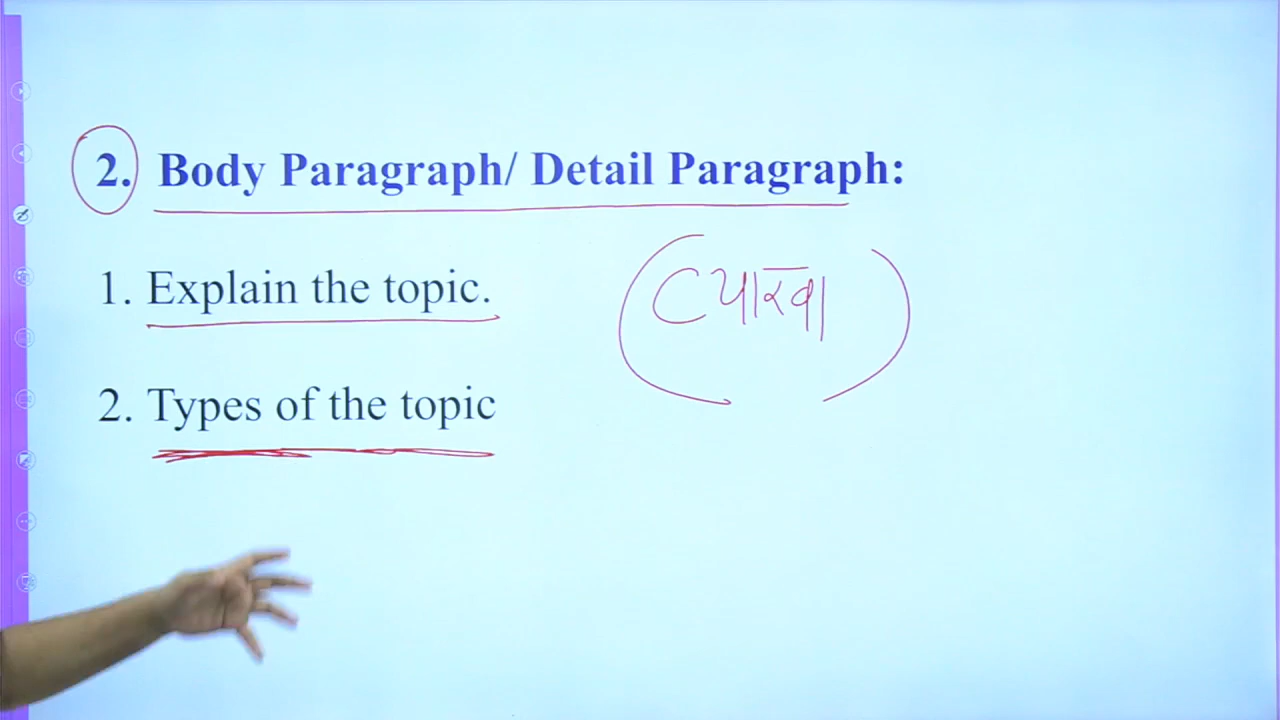 2. Body Paragraph/ Detail Paragraph:
1. Explain the topic.
(व्याखा)
2. Types of the topic